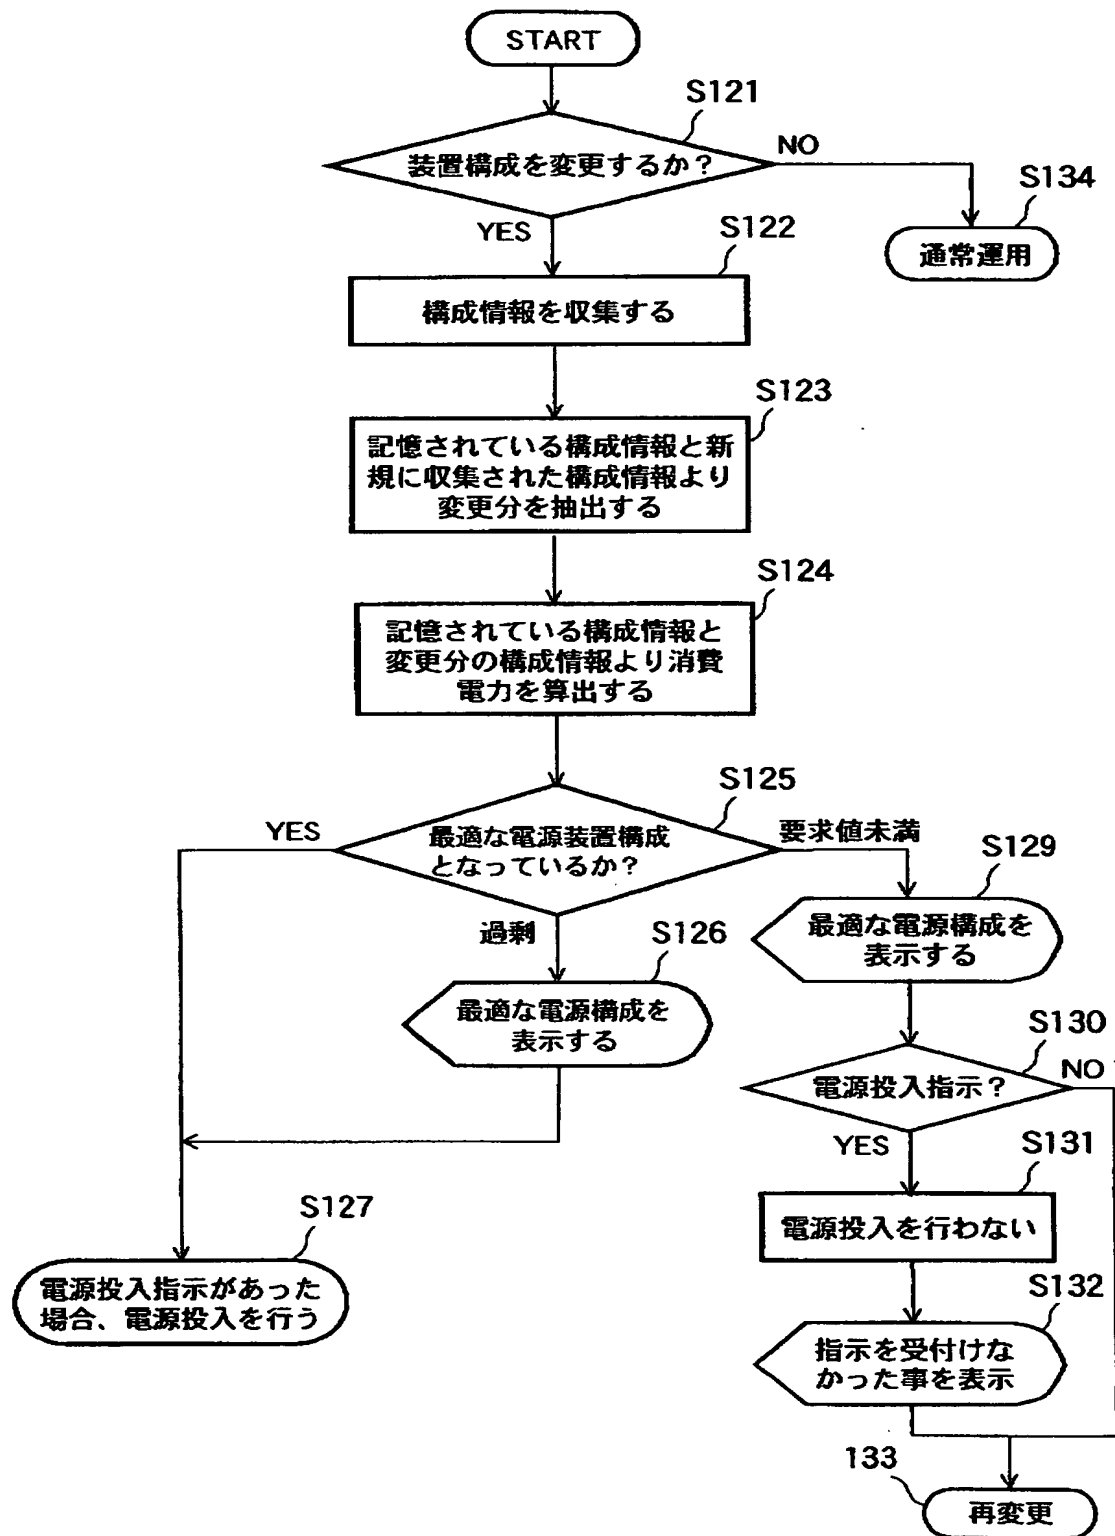 START
S121
装置構成を変更するか？
NO
S134
通常運用
YES
S122
構成情報を収集する
S123
記憶されている構成情報と新
規に収集された構成情報より
変更分を抽出する
S124
記憶されている構成情報と
変更分の構成情報より消費
電力を算出する
S125
YES
最適な電源装置構成
となっているか？
要求値未満
S129
最適な電源構成を
表示する
過剰
S126
最適な電源構成を
表示する
S130
電源投入指示？
NO
YES
S131
電源投入を行わない
S127
電源投入指示があった
場合、電源投入を行う
S132
指示を受付けな
かった事を表示
133
再変更